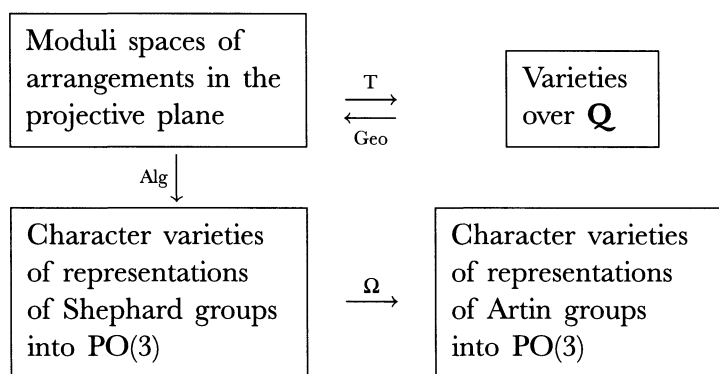 Moduli spaces of
arrangements in the
projective plane
T
Geo
Varieties
over Q
Alg
Character varieties
of representations
of Shephard groups
into PO(3)
Ω
Character varieties
of representations
of Artin groups
into PO(3)